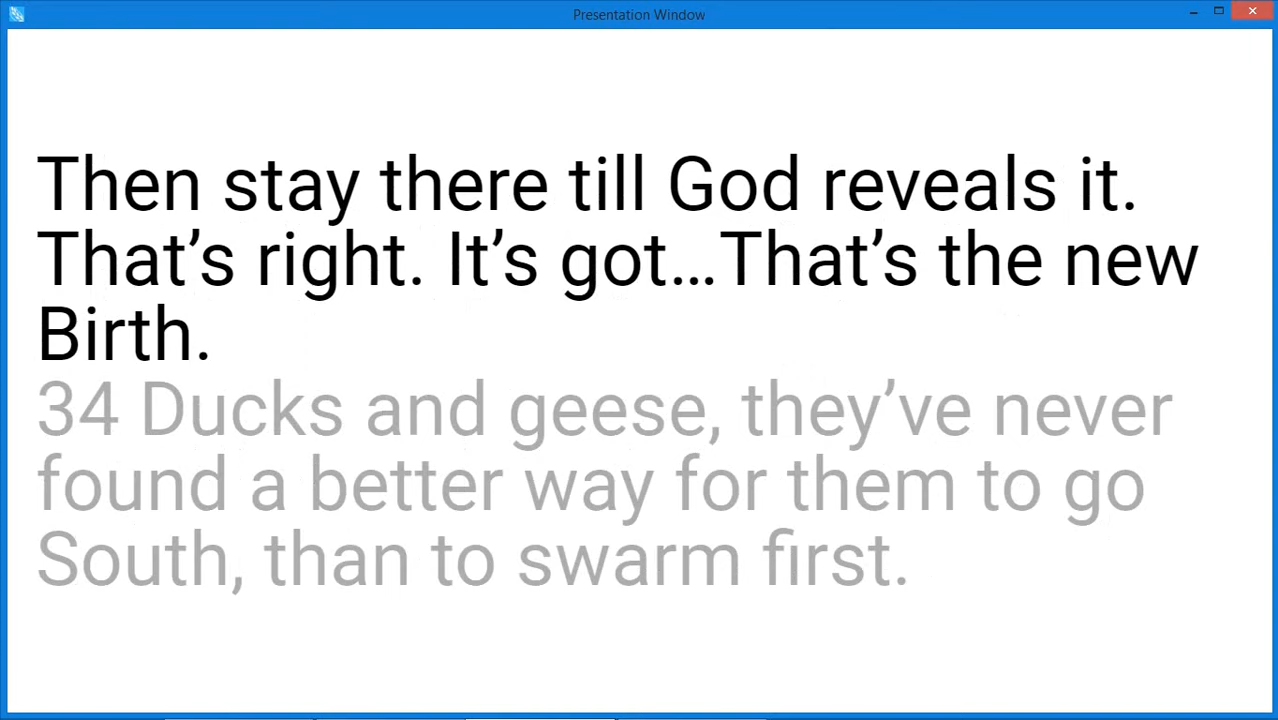 Presentation Window
Then stay there till God reveals it.
That’s right. It’s got…That’s the new
Birth.
34 Ducks and geese, they’ve never
found a better way for them to go
South, than to swarm first.